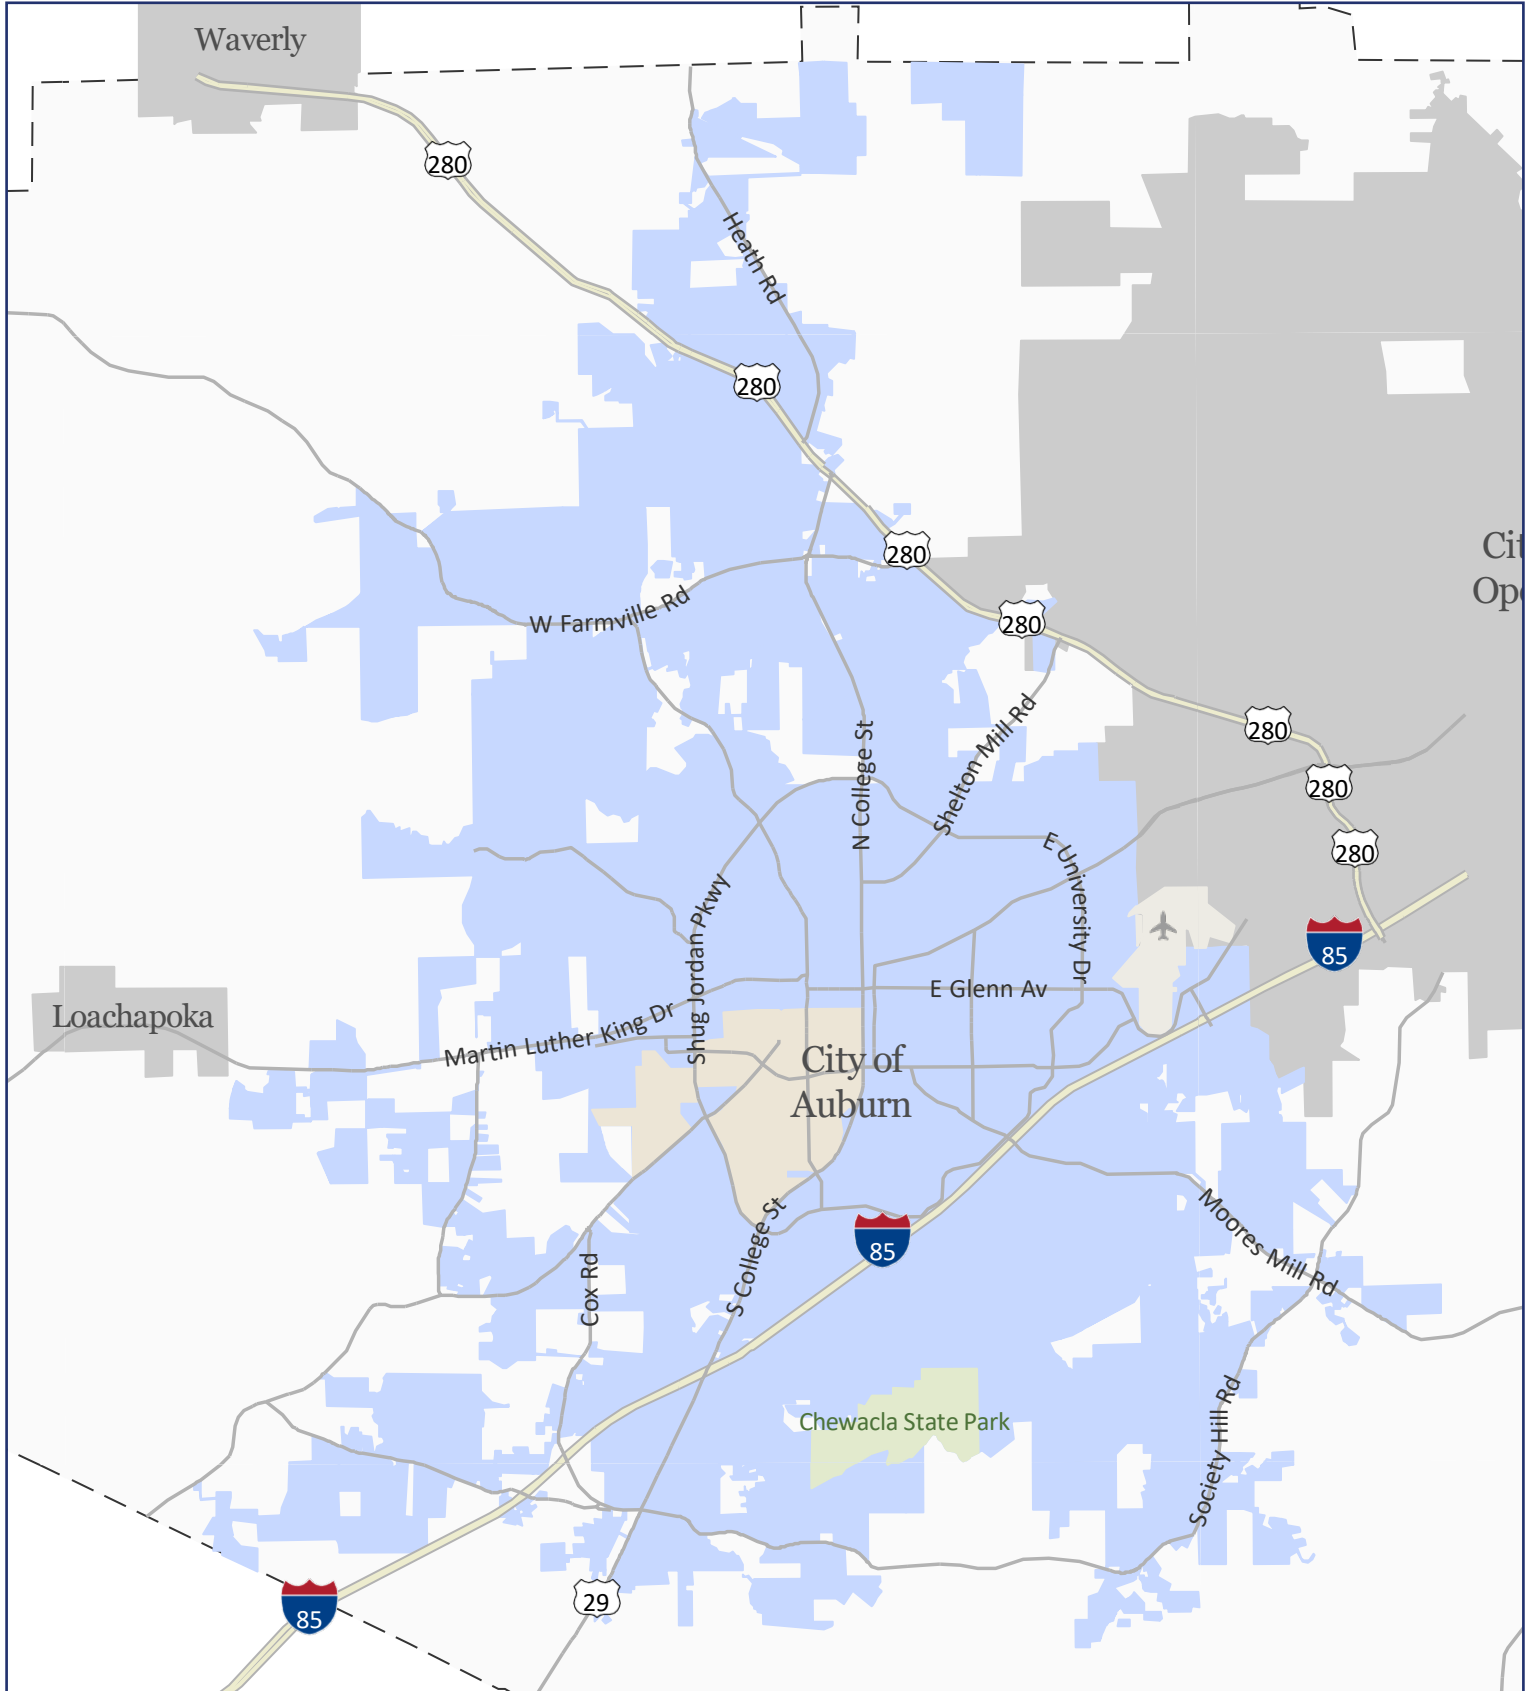 Waverly
280
Heath Rd
280
280
Cit
Ope
W Farmville Rd
280
280
N College St
Shelton Mill Rd
280
280
E University Dr
Shug Jordan Pkwy
85
E Glenn Av
Loachapoka
Martin Luther King Dr
City of
Auburn
Moores Mill Rd
S College St
85
Cox Rd
Chewacla State Park
Society Hill Rd
29
85